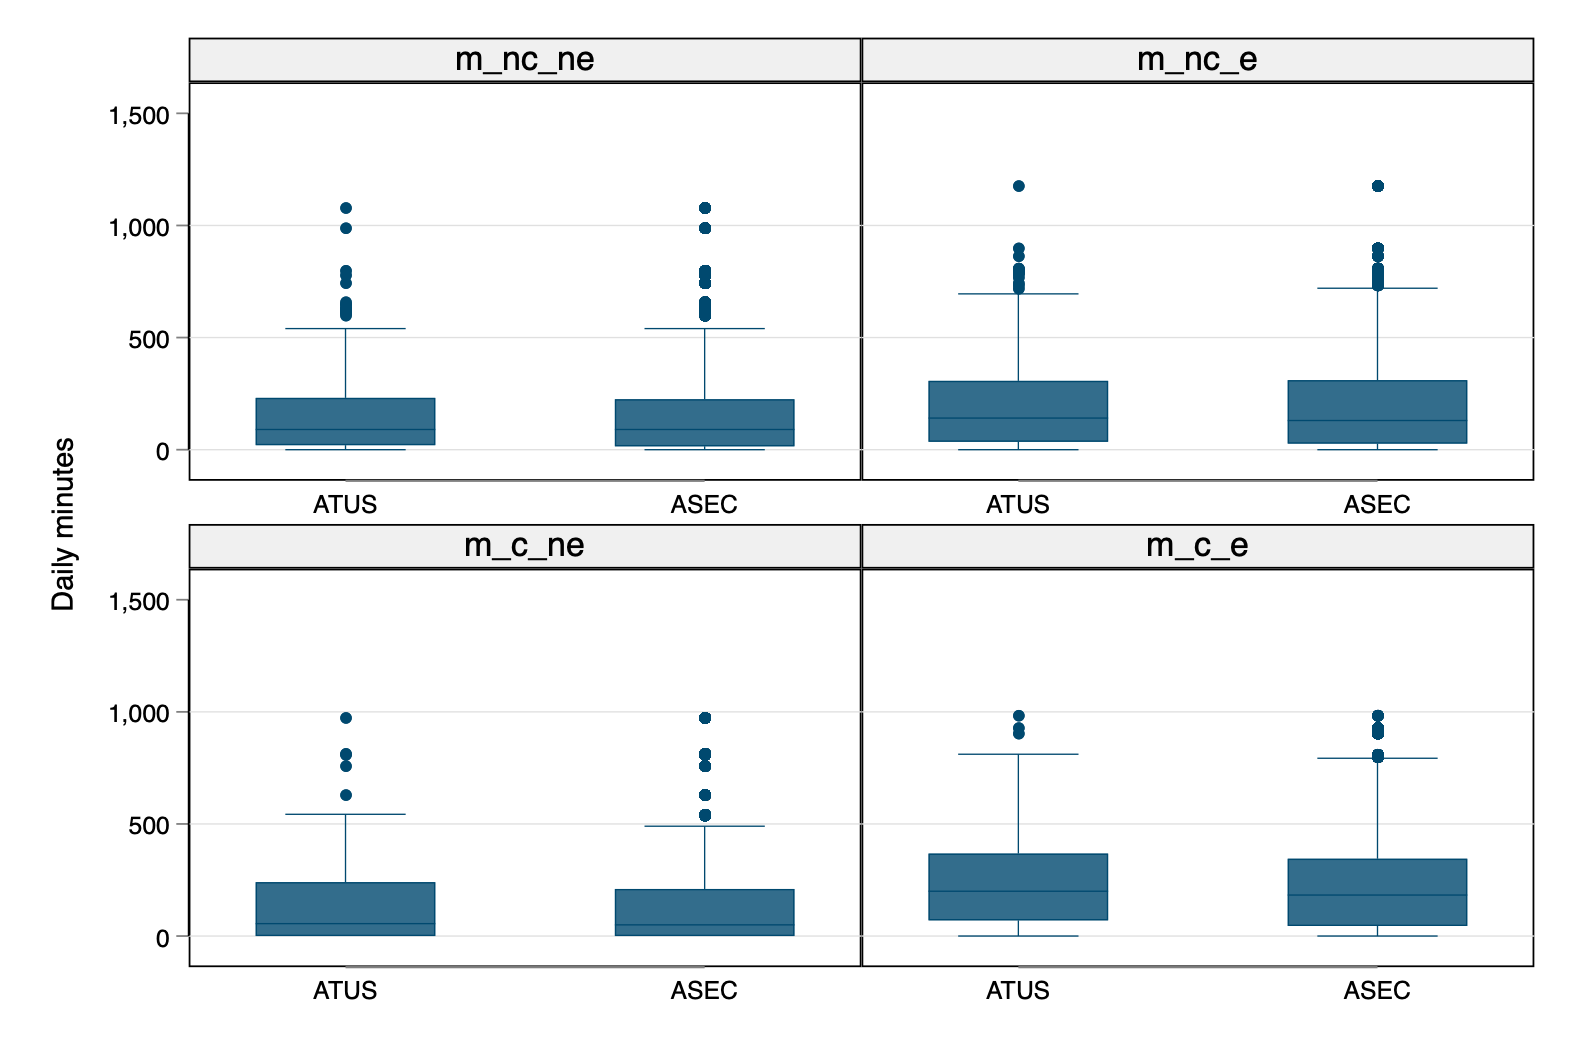 m_nc_ne
m_nc_e
1,500
1,000
500
0
ATUS
ASEC
ATUS
ASEC
Daily minutes
m_c_ne
m_c_e
1,500
1,000
500
0
ATUS
ASEC
ATUS
ASEC